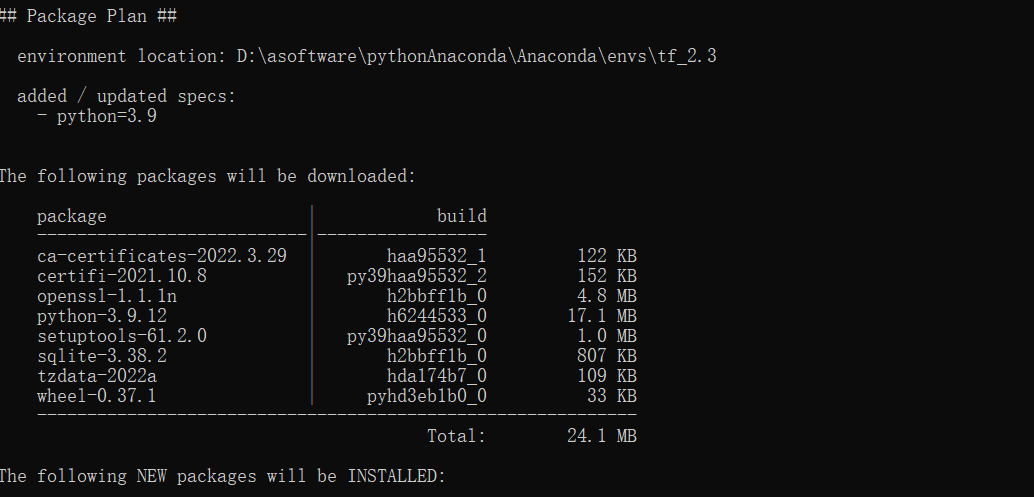 ## Package Plan ##
environment location: D:\asoftware\pythonAnaconda\Anaconda\envs\tf_2.3
added / updated specs:
- python=3.9
The following packages will be downloaded:
package | build
---------------------------|-----------------
ca-certificates-2022.3.29 | haa95532_1 122 KB
certifi-2021.10.8 | py39haa95532_2 152 KB
openssl-1.1.1n | h2bbff1b_0 4.8 MB
python-3.9.12 | h6244533_0 17.1 MB
setuptools-61.2.0 | py39haa95532_0 1.0 MB
sqlite-3.38.2 | h2bbff1b_0 807 KB
tzdata-2022a | hda174b7_0 109 KB
wheel-0.37.1 | pyhd3eb1b0_0 33 KB
------------------------------------------------------------
Total: 24.1 MB
The following NEW packages will be INSTALLED: